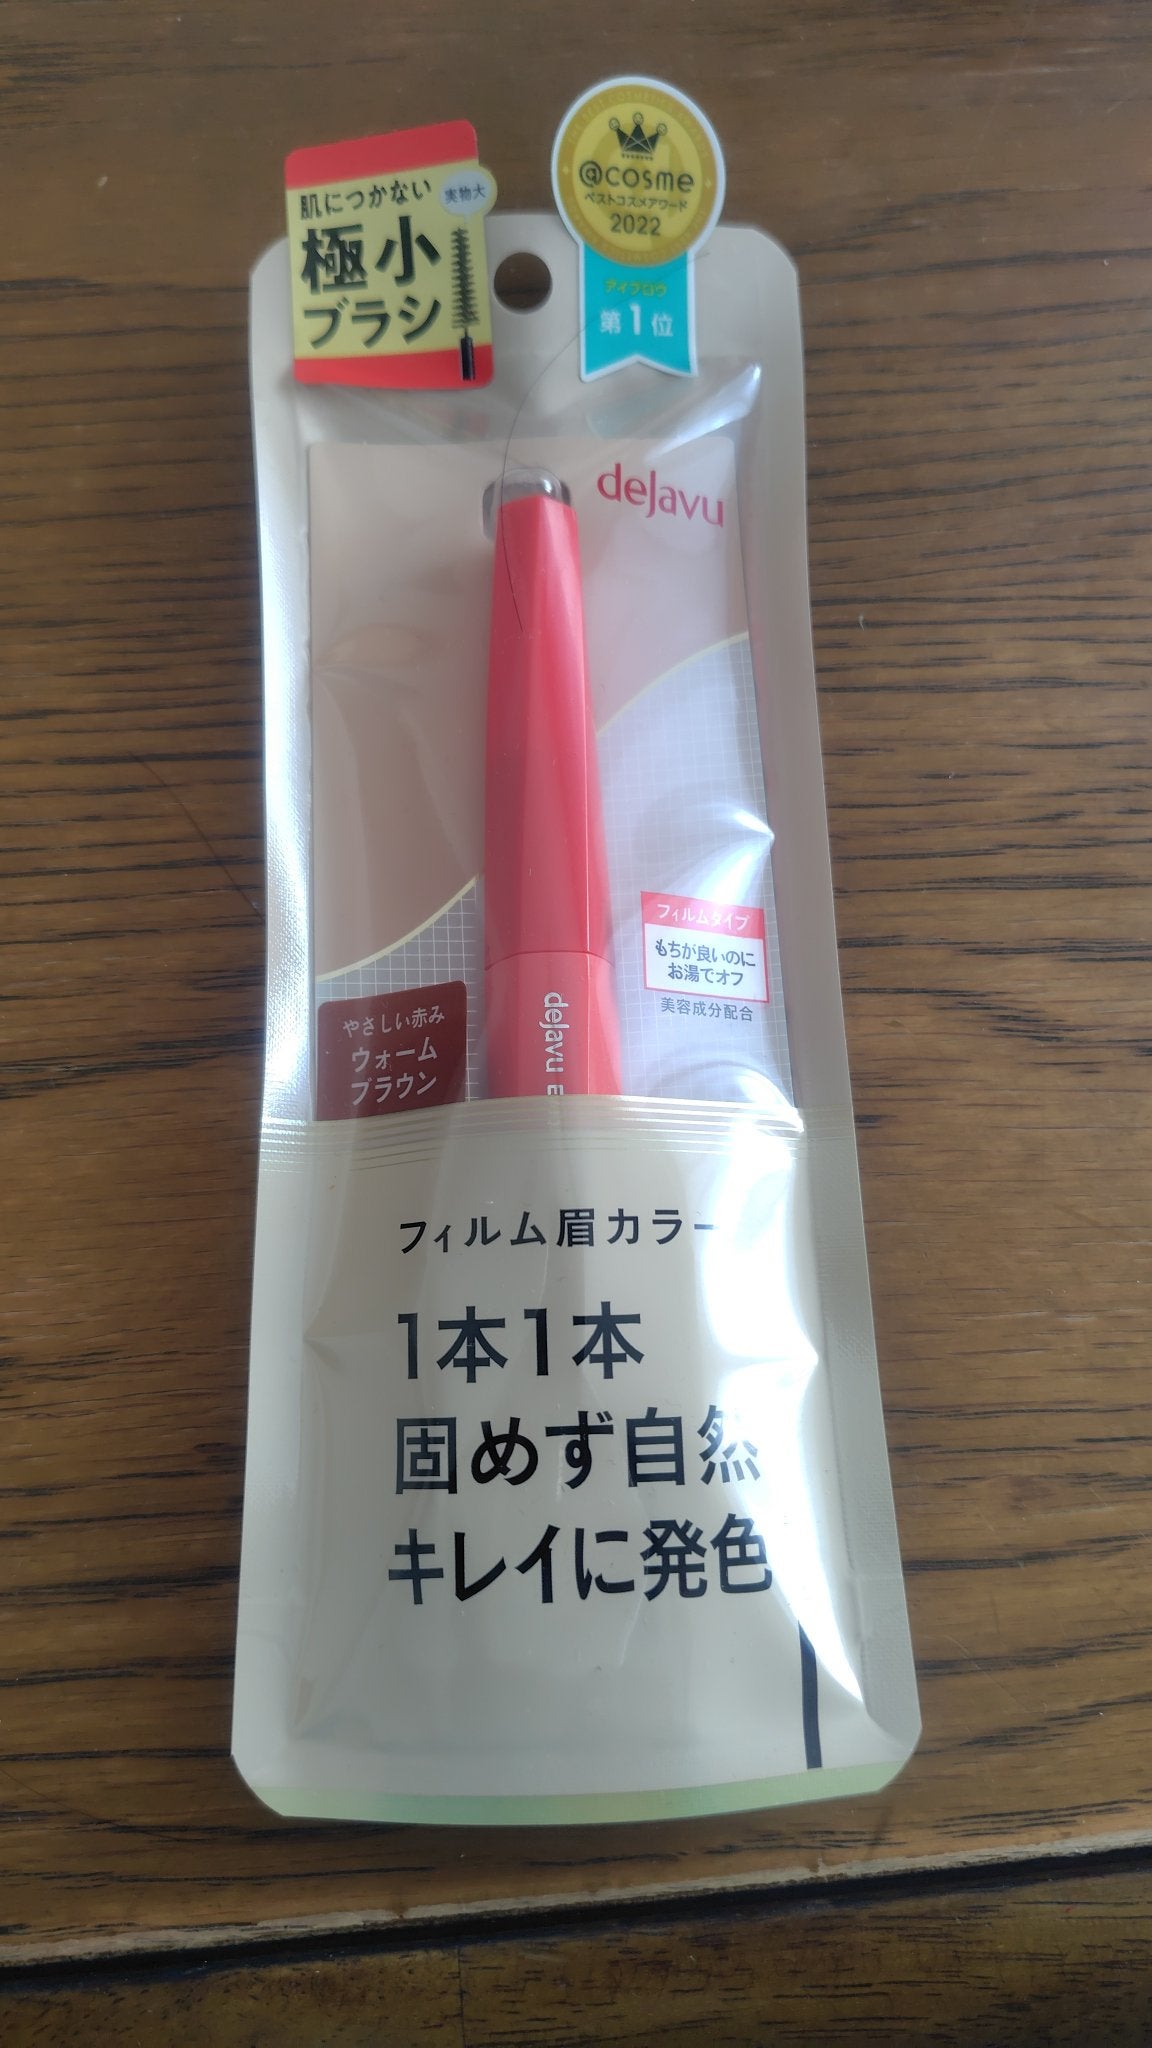 肌につかない
実物大
極小
ブラシ
@cosme
ベストコスメアワード
2022
アイブロウ
第1位
dejavu
フィルムタイプ
もちが良いのに
お湯でオフ
美容成分配合
やさしい赤み
ウォーム
ブラウン
dejavu E
フィルム眉カラー
1本1本
固めず自然
キレイに発色